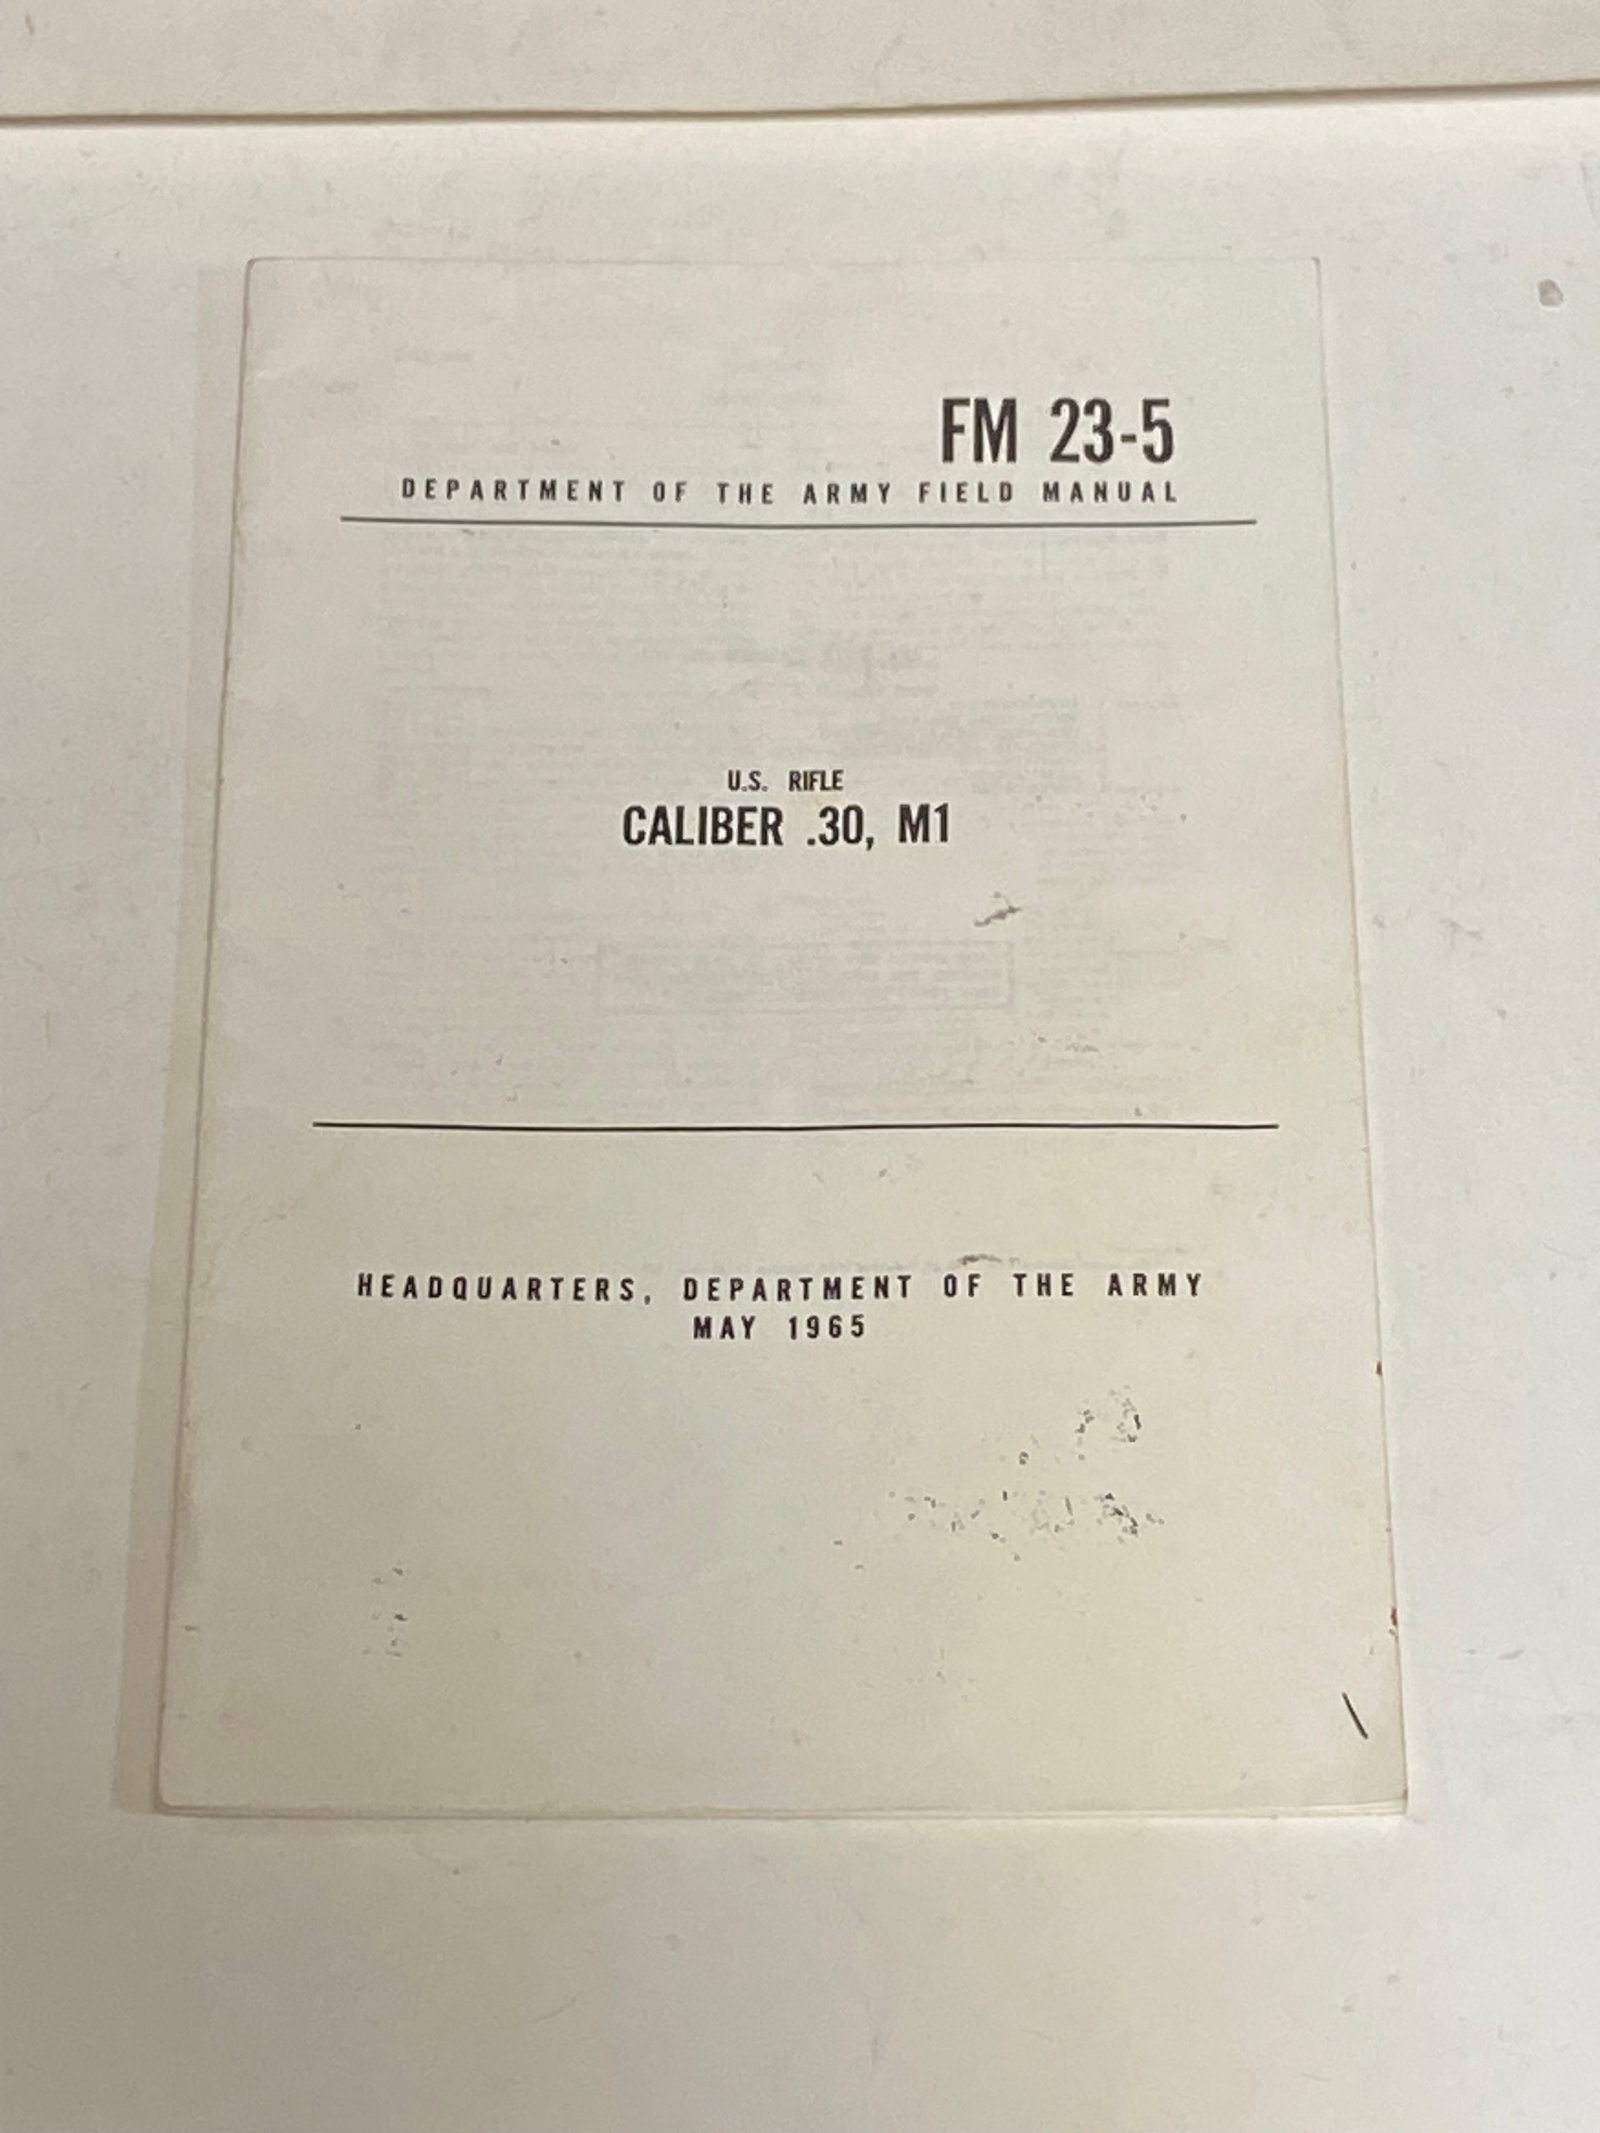 FM 23-5
DEPARTMENT OF THE ARMY FIELD MANUAL
U.S. RIFLE
CALIBER .30, M1
HEADQUARTERS, DEPARTMENT OF THE ARMY
MAY 1965